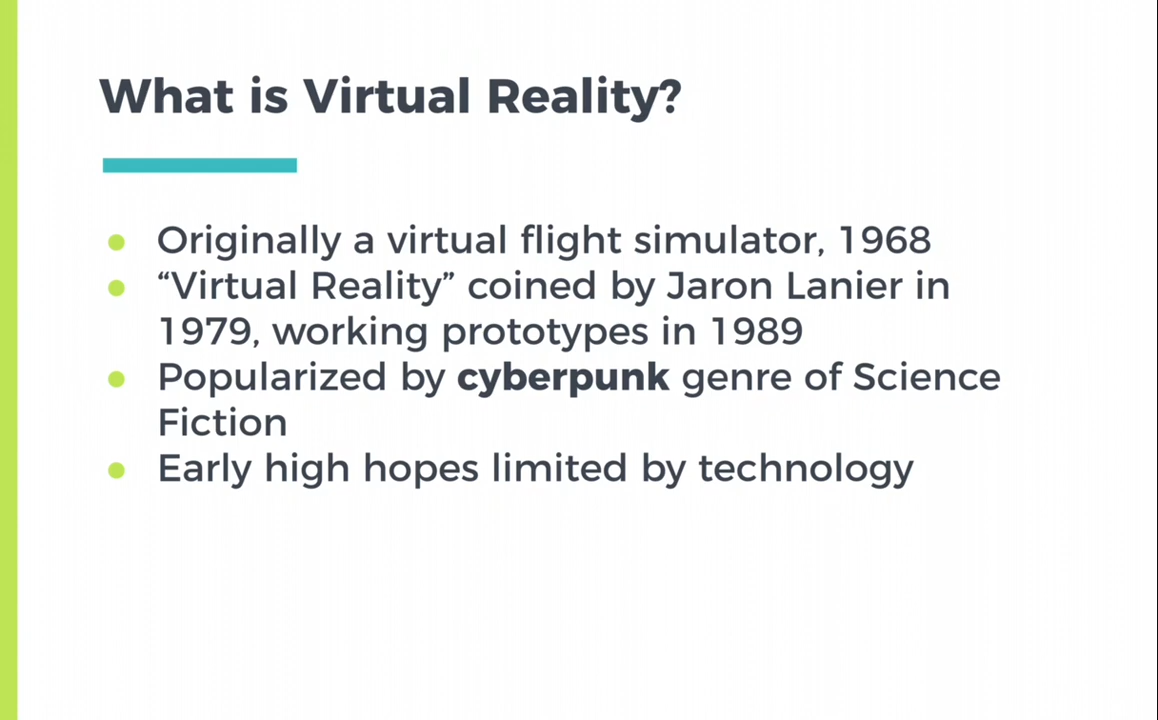 What is Virtual Reality?
● Originally a virtual flight simulator, 1968
● “Virtual Reality” coined by Jaron Lanier in
1979, working prototypes in 1989
● Popularized by cyberpunk genre of Science
Fiction
● Early high hopes limited by technology